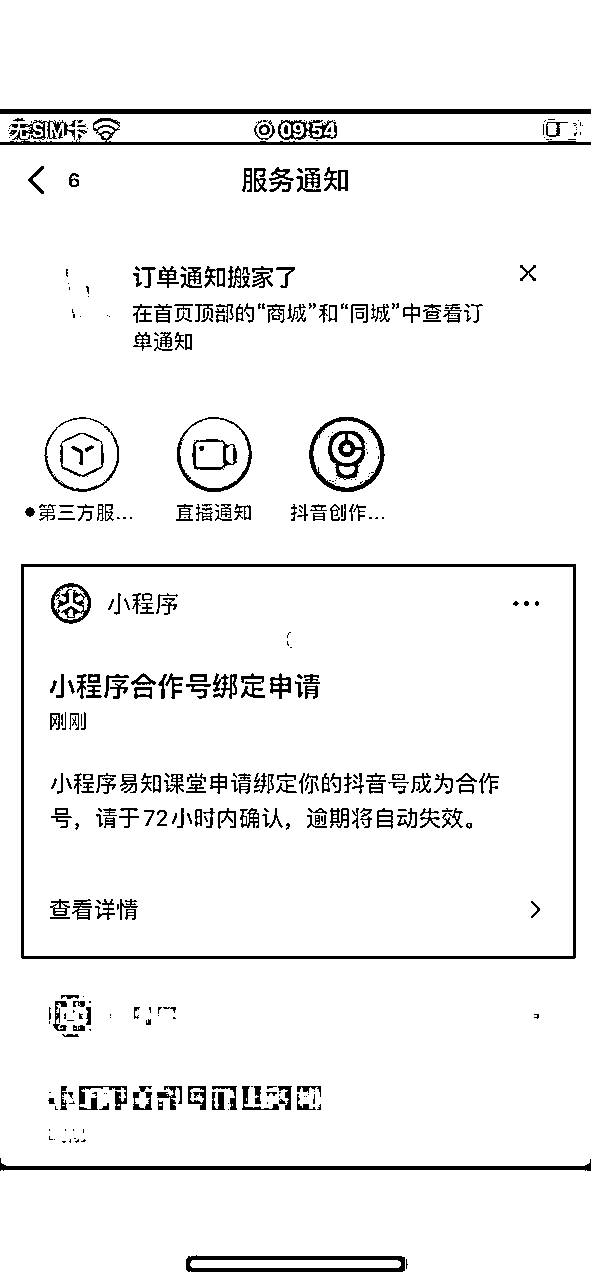 无SIM卡 09:54
6 服务通知
订单通知搬家了
在首页顶部的“商城”和“同城”中查看订
单通知
第三方服... 直播通知 抖音创作...
小程序
小程序合作号绑定申请
刚刚
小程序易知课堂申请绑定你的抖音号成为合作
号，请于72小时内确认，逾期将自动失效。
查看详情